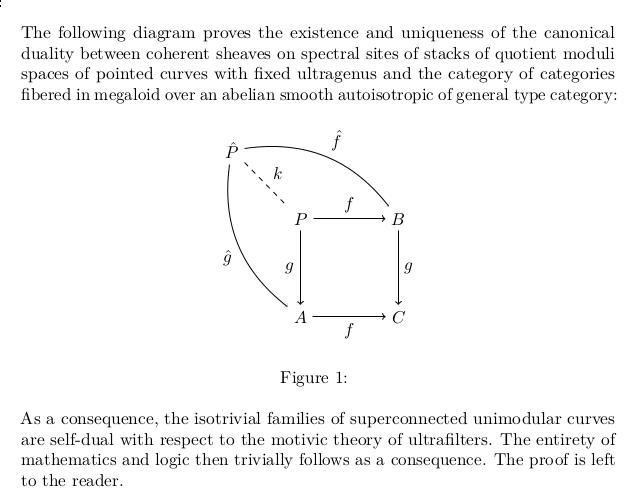 The following diagram proves the existence and uniqueness of the canonical
duality between coherent sheaves on spectral sites of stacks of quotient moduli
spaces of pointed curves with fixed ultragenus and the category of categories
fibered in megaloid over an abelian smooth autoisotropic of general type category:
P̂
f̂
k
P
f
B
ĝ
g
g
A
f
C
Figure 1:
As a consequence, the isotrivial families of superconnected unimodular curves
are self-dual with respect to the motivic theory of ultrafilters. The entirety of
mathematics and logic then trivially follows as a consequence. The proof is left
to the reader.